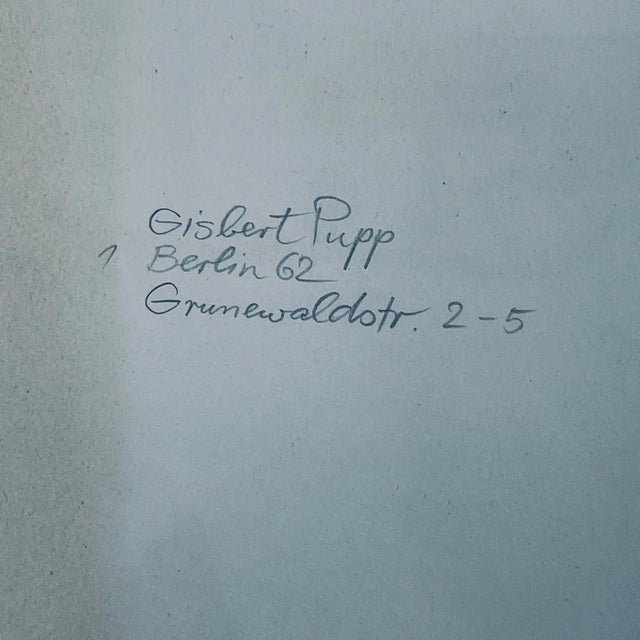 Gisbert Pupp
1 Berlin 62
Grunewaldstr. 2-5